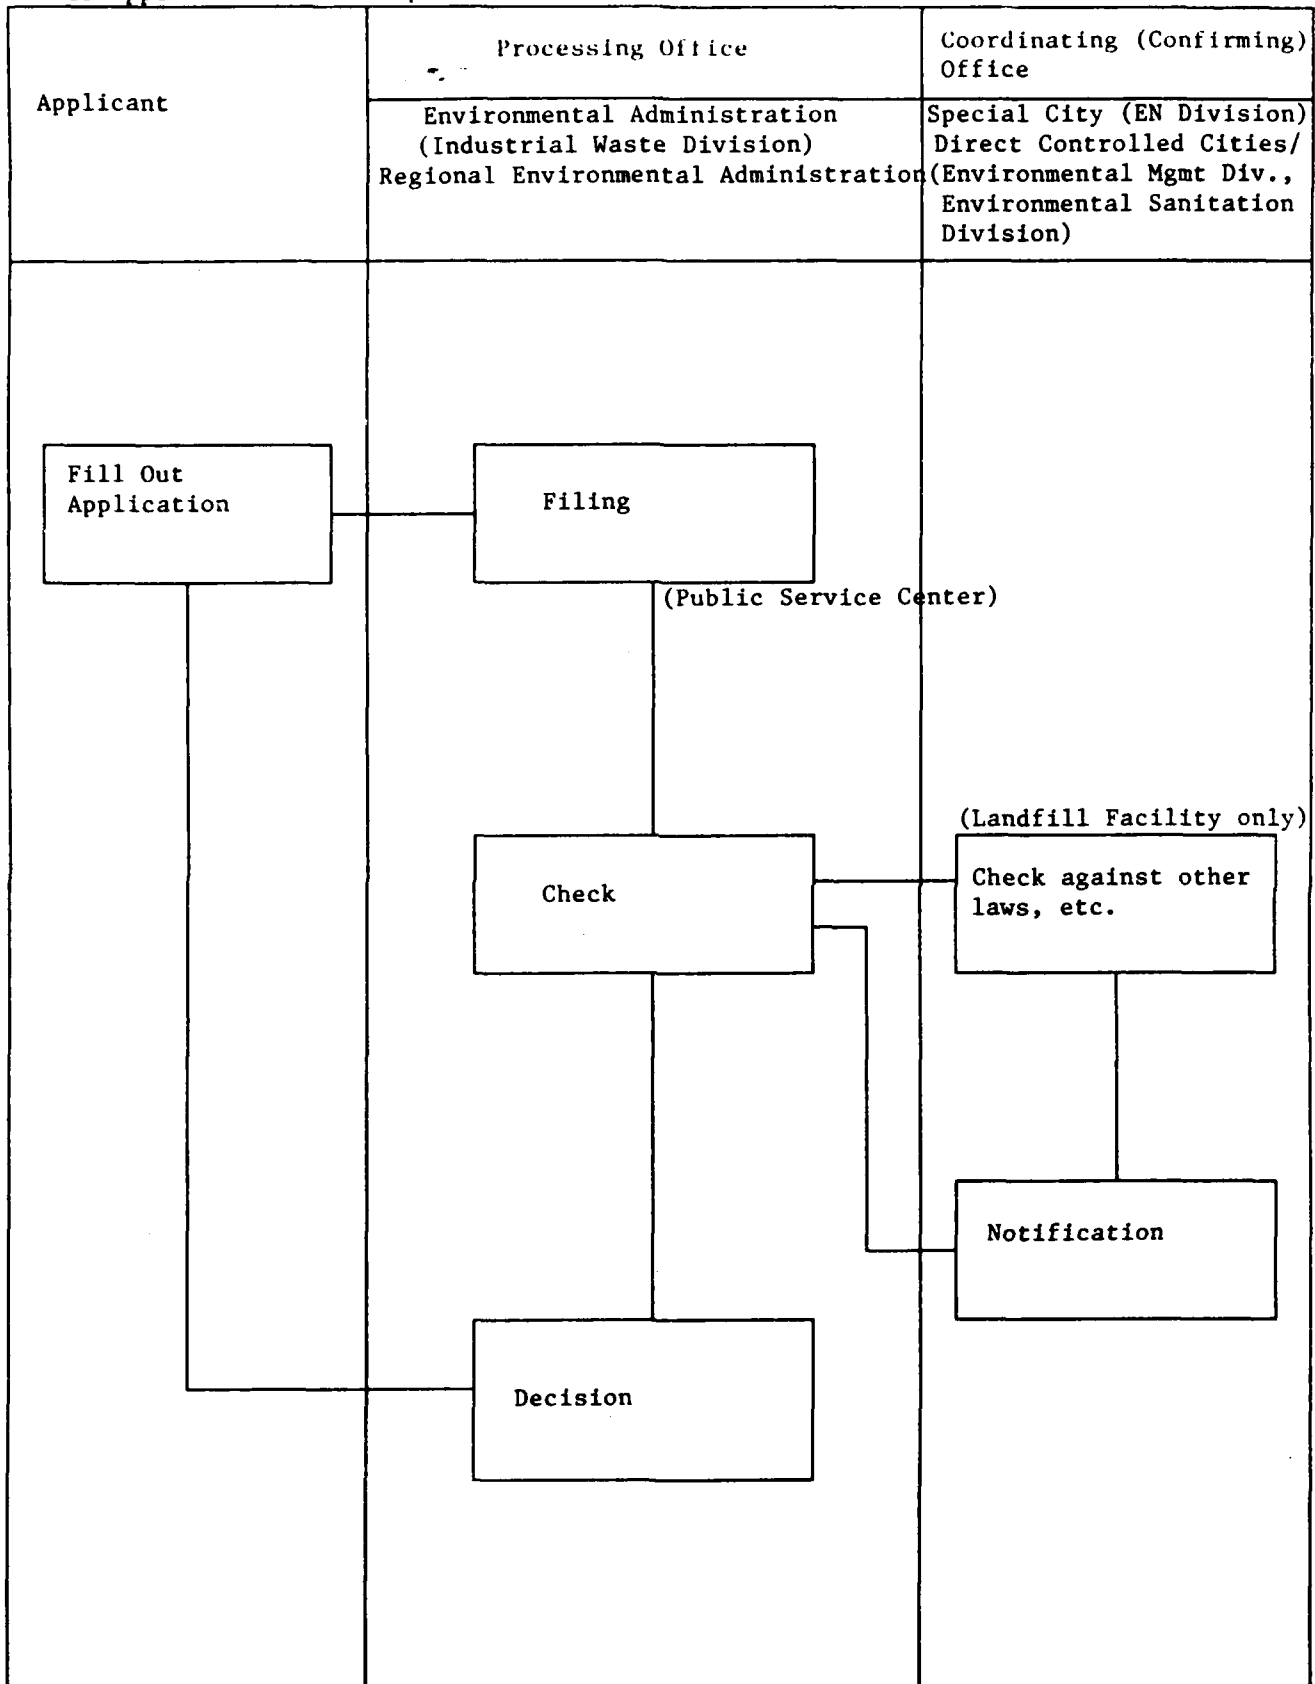 Applicant
Processing Office
Coordinating (Confirming)
Office
Environmental Administration
(Industrial Waste Division)
Regional Environmental Administration
Special City (EN Division)
Direct Controlled Cities/
(Environmental Mgmt Div.,
Environmental Sanitation
Division)
Fill Out
Application
Filing
(Public Service Center)
(Landfill Facility only)
Check
Check against other
laws, etc.
Notification
Decision